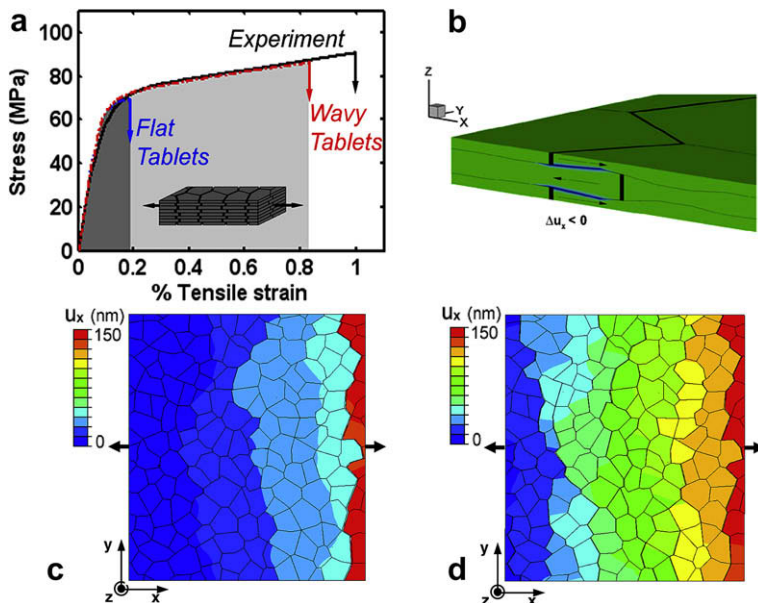 a
100
80
60
40
20
0
Stress (MPa)
Experiment
Flat
Tablets
Wavy
Tablets
0 0.2 0.4 0.6 0.8 1
% Tensile strain
b
Z
Y
X
Δuₓ < 0
uₓ (nm)
150
0
y
z x
c
uₓ (nm)
150
0
y
z x
d